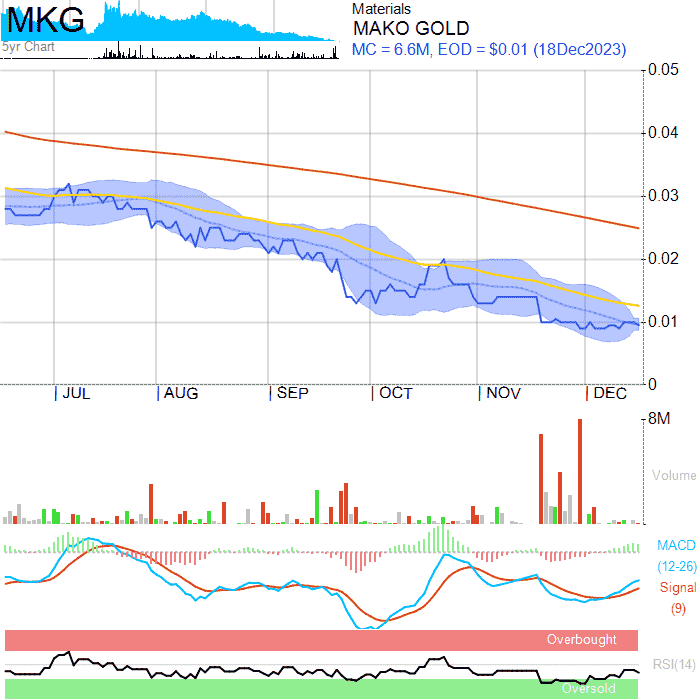 MKG
5yr Chart
Materials
MAKO GOLD
MC = 6.6M, EOD = $0.01 (18Dec2023)
0.05
0.04
0.03
0.02
0.01
0
JUL AUG SEP OCT NOV DEC
8M
Volume
MACD
(12-26)
Signal
(9)
Overbought
RSI(14)
Oversold